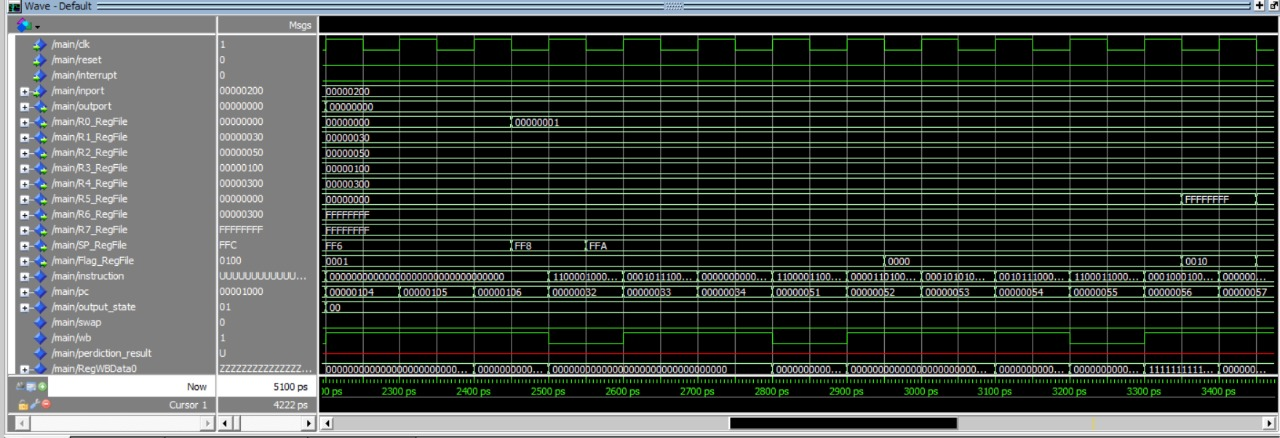 Wave - Default
Msgs
/main/clk 1
/main/reset 0
/main/interrupt 0
/main/inport 00000200 00000200
/main/outport 00000000 00000000
/main/R0_RegFile 00000000 00000000 00000001
/main/R1_RegFile 00000030 00000030
/main/R2_RegFile 00000050 00000050
/main/R3_RegFile 00000100 00000100
/main/R4_RegFile 00000300 00000300
/main/R5_RegFile 00000000 00000000 FFFFFFFF
/main/R6_RegFile 00000300 FFFFFFFF
/main/R7_RegFile FFFFFFFF FFFFFFFF
/main/SP_RegFile FFC FF6 FF8 FFA
/main/Flag_RegFile 0100 0001 0000 0010
/main/instruction UUUUUUUUUUUU... 00000000000000000000000000000000 1100001000... 0001011100... 0000000000... 1100001100... 0000110100... 000101010... 0010111000... 1100011000... 0001000100... 000000...
/main/pc 00001000 00000104 00000105 00000106 00000032 00000033 00000034 00000051 00000052 00000053 00000054 00000055 00000056 00000057
/main/output_state 01 00
/main/swap 0
/main/wb 1
/main/perdiction_result U
/main/RegWBData0 ZZZZZZZZZZZZZZZ... 00000000000000000000000... 0000000000... 00000000000000000000000000000000 0000000000... 00000000000000000000000... 0000000000... 0000000000... 1111111111... 000000...
Now 5100 ps 2300 ps 2400 ps 2500 ps 2600 ps 2700 ps 2800 ps 2900 ps 3000 ps 3100 ps 3200 ps 3300 ps 3400 ps
Cursor 1 4222 ps